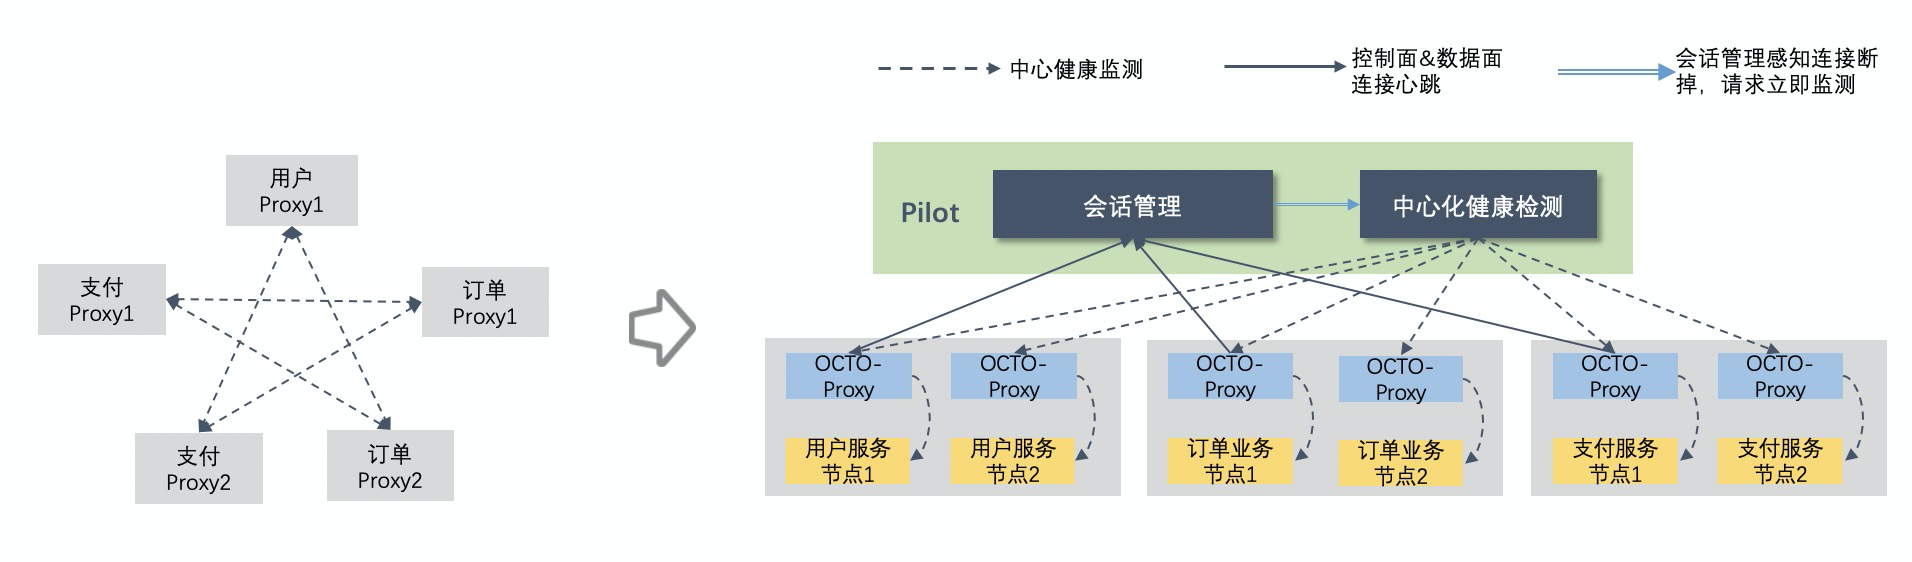 中心健康监测
控制面&数据面
连接心跳
会话管理感知连接断
掉，请求立即监测
用户
Proxy1
支付
Proxy1
订单
Proxy1
支付
Proxy2
订单
Proxy2
Pilot
会话管理
中心化健康检测
OCTO-
Proxy
OCTO-
Proxy
OCTO-
Proxy
OCTO-
Proxy
OCTO-
Proxy
OCTO-
Proxy
用户服务
节点1
用户服务
节点2
订单业务
节点1
订单业务
节点2
支付服务
节点1
支付服务
节点2